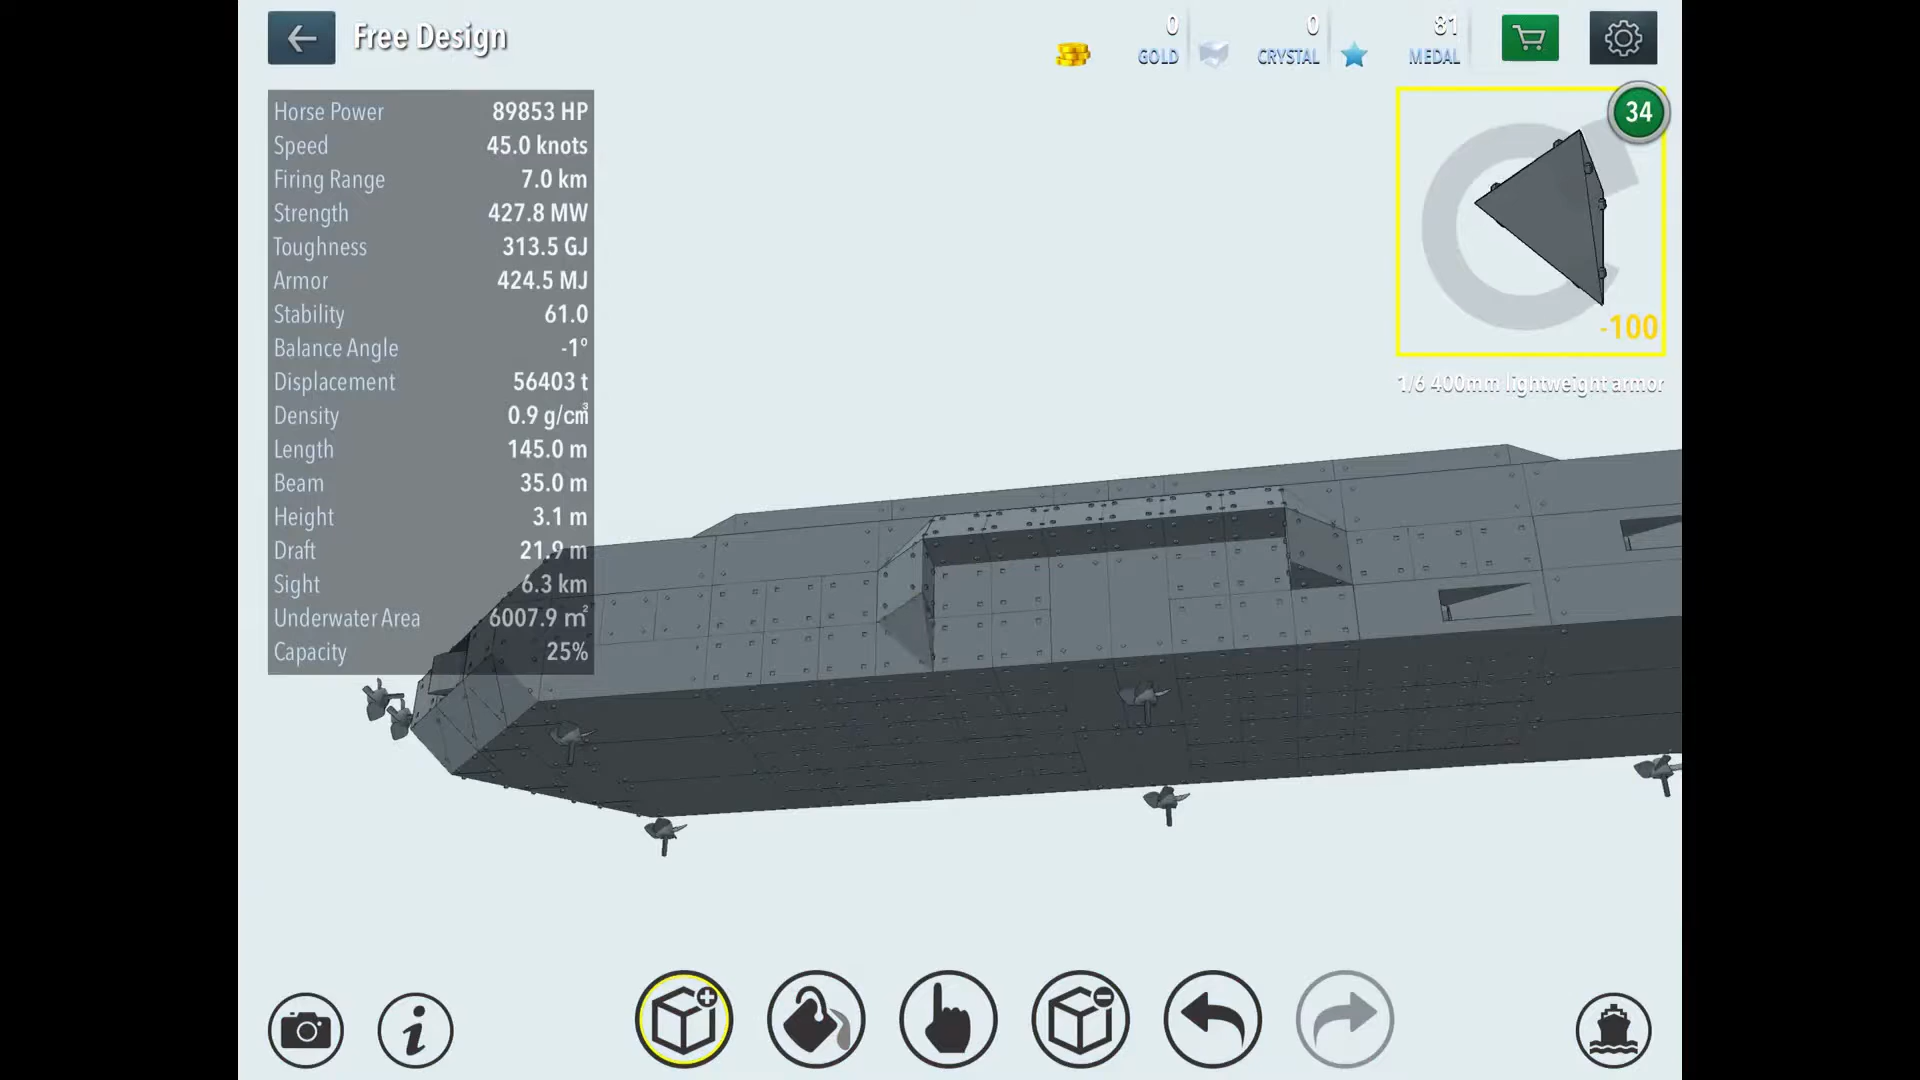 Free Design
0
GOLD
0
CRYSTAL
81
MEDAL
Horse Power 89853 HP
Speed 45.0 knots
Firing Range 7.0 km
Strength 427.8 MW
Toughness 313.5 GJ
Armor 424.5 MJ
Stability 61.0
Balance Angle -1°
Displacement 56403 t
Density 0.9 g/cm³
Length 145.0 m
Beam 35.0 m
Height 3.1 m
Draft 21.9 m
Sight 6.3 km
Underwater Area 6007.9 m²
Capacity 25%
34
C
-100
1/6 400mm lightweight armor